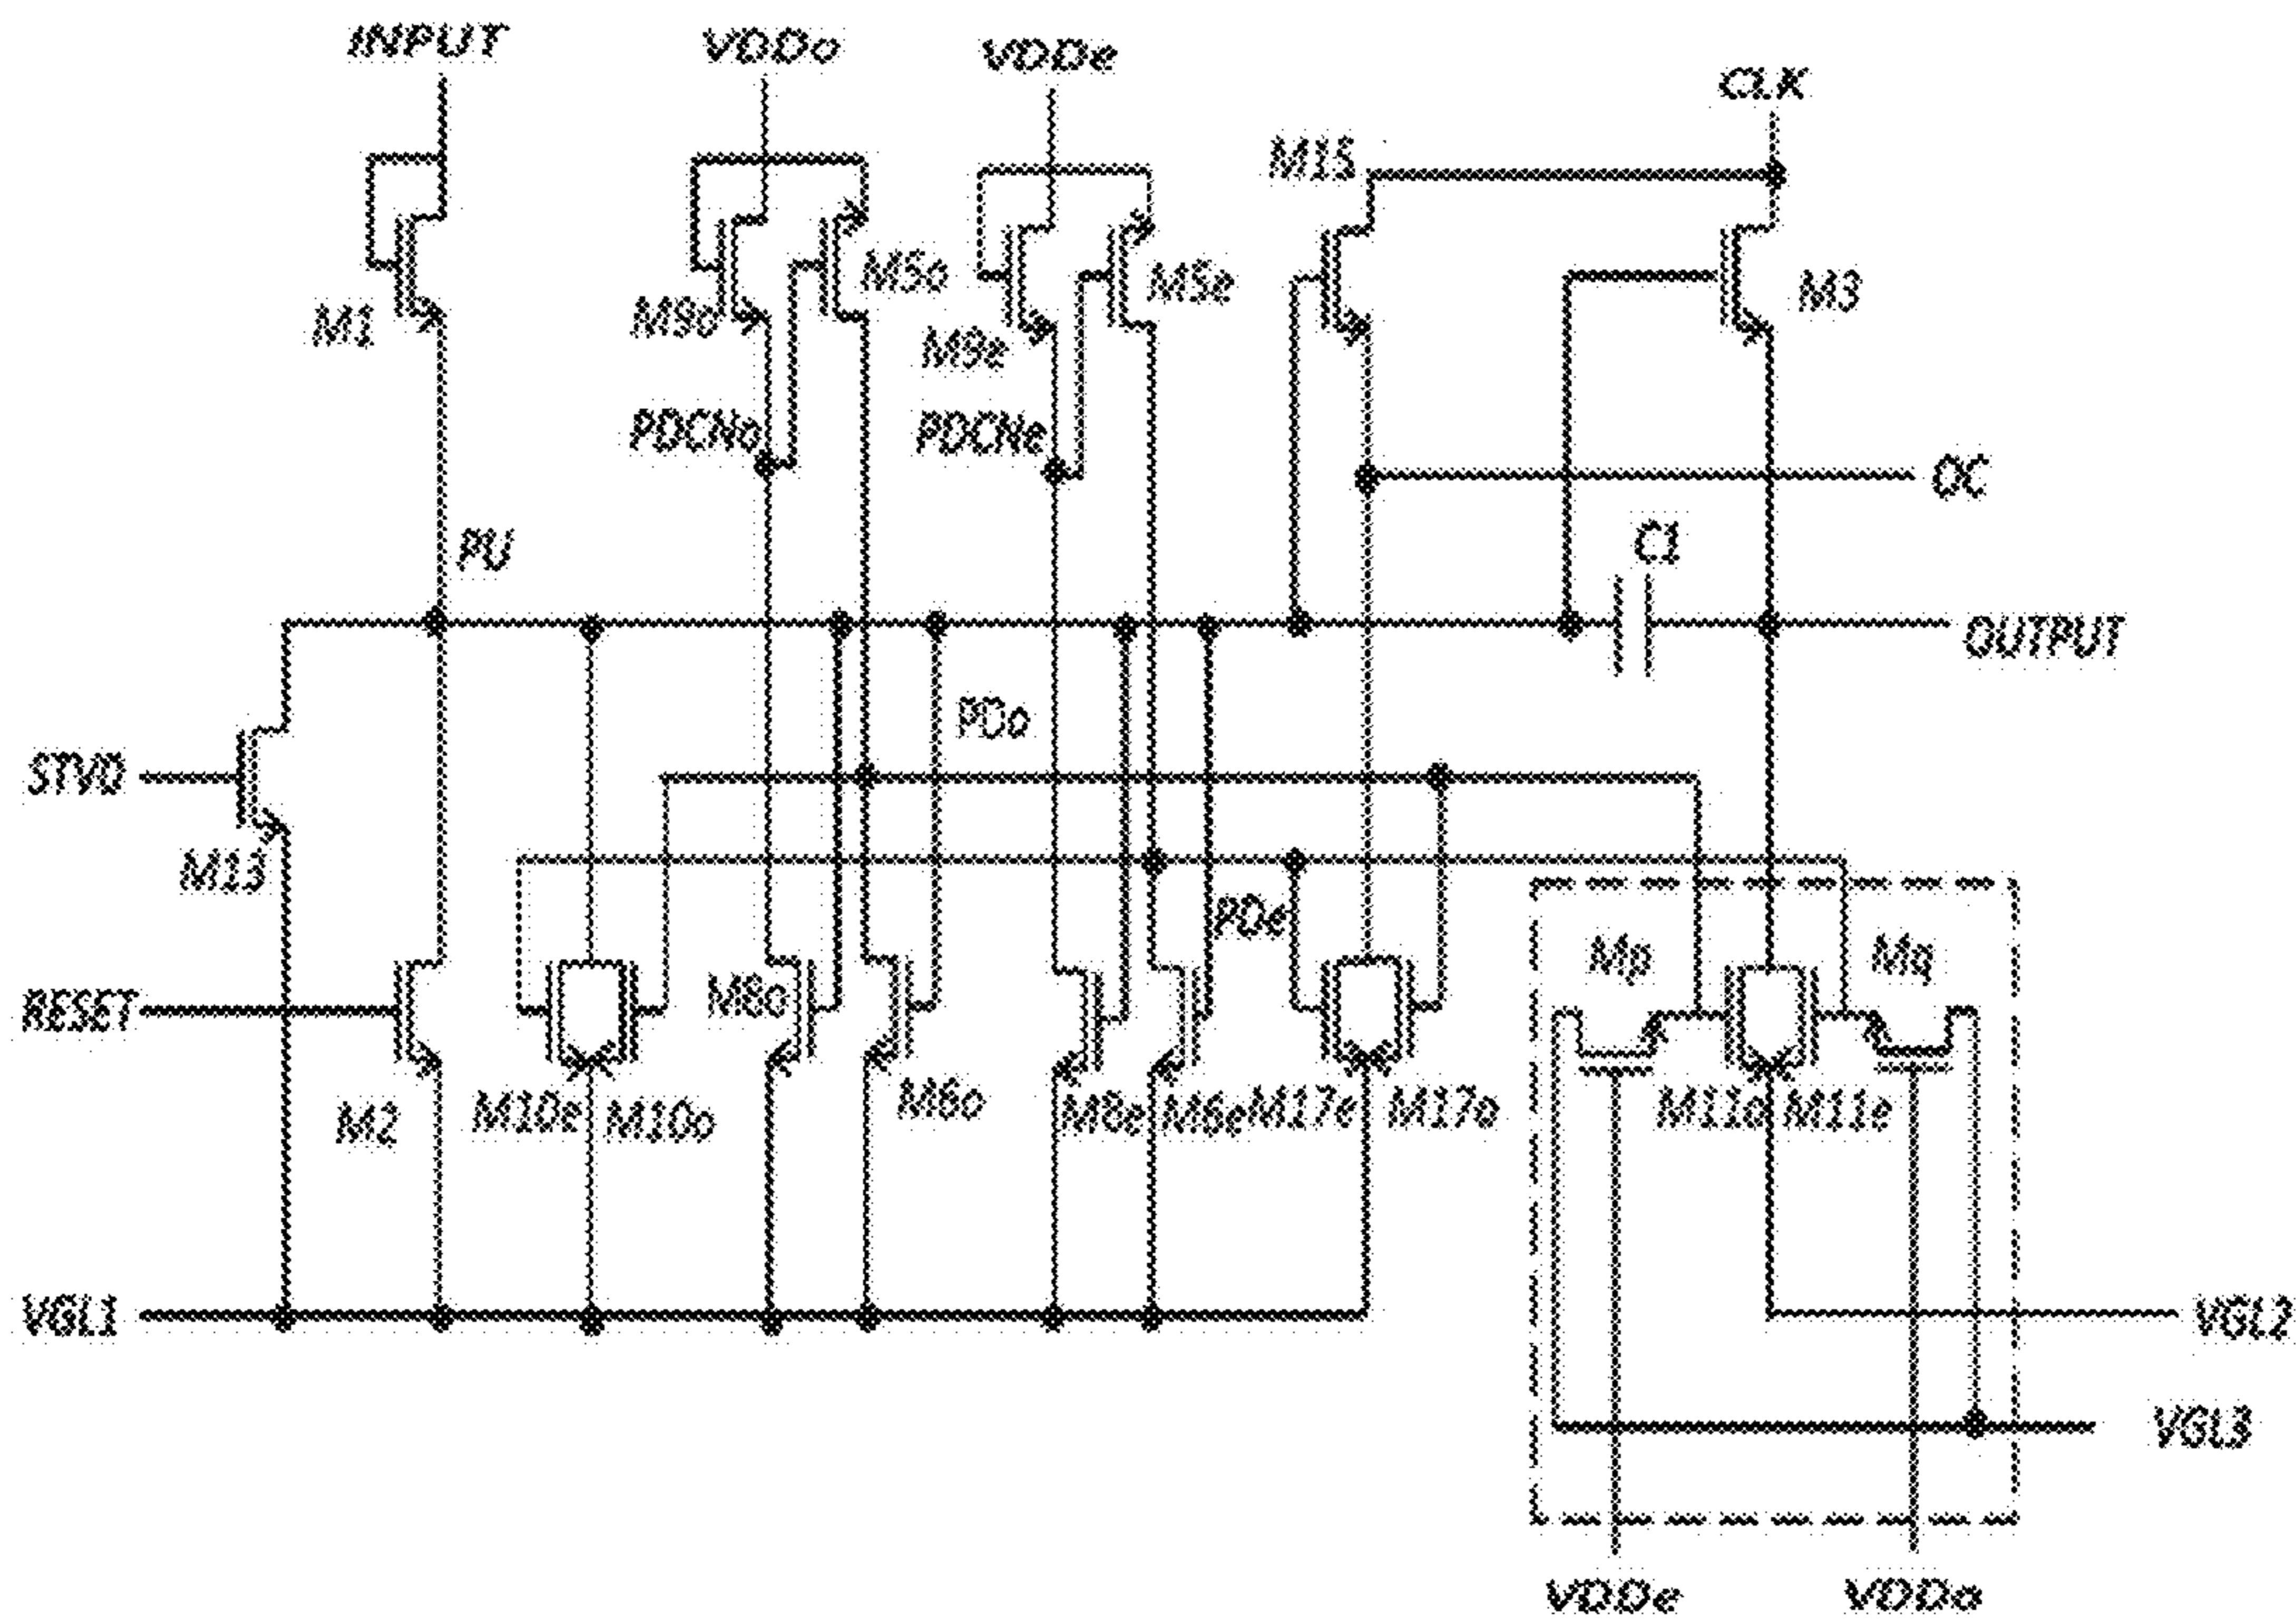 INPUT
VDDo
VDDe
CLK
M15
M5o
M5e
M3
M1
M9o
M9e
PDCNo
PDCNe
OC
C1
PU
OUTPUT
PDo
STV0
M13
PDe
Mp
Mq
M8o
RESET
M6o
M2
M10e
M10o
M8e
M6e
M17e
M17o
M11o
M11e
VGL1
VGL2
VGL3
VDDe
VDDo